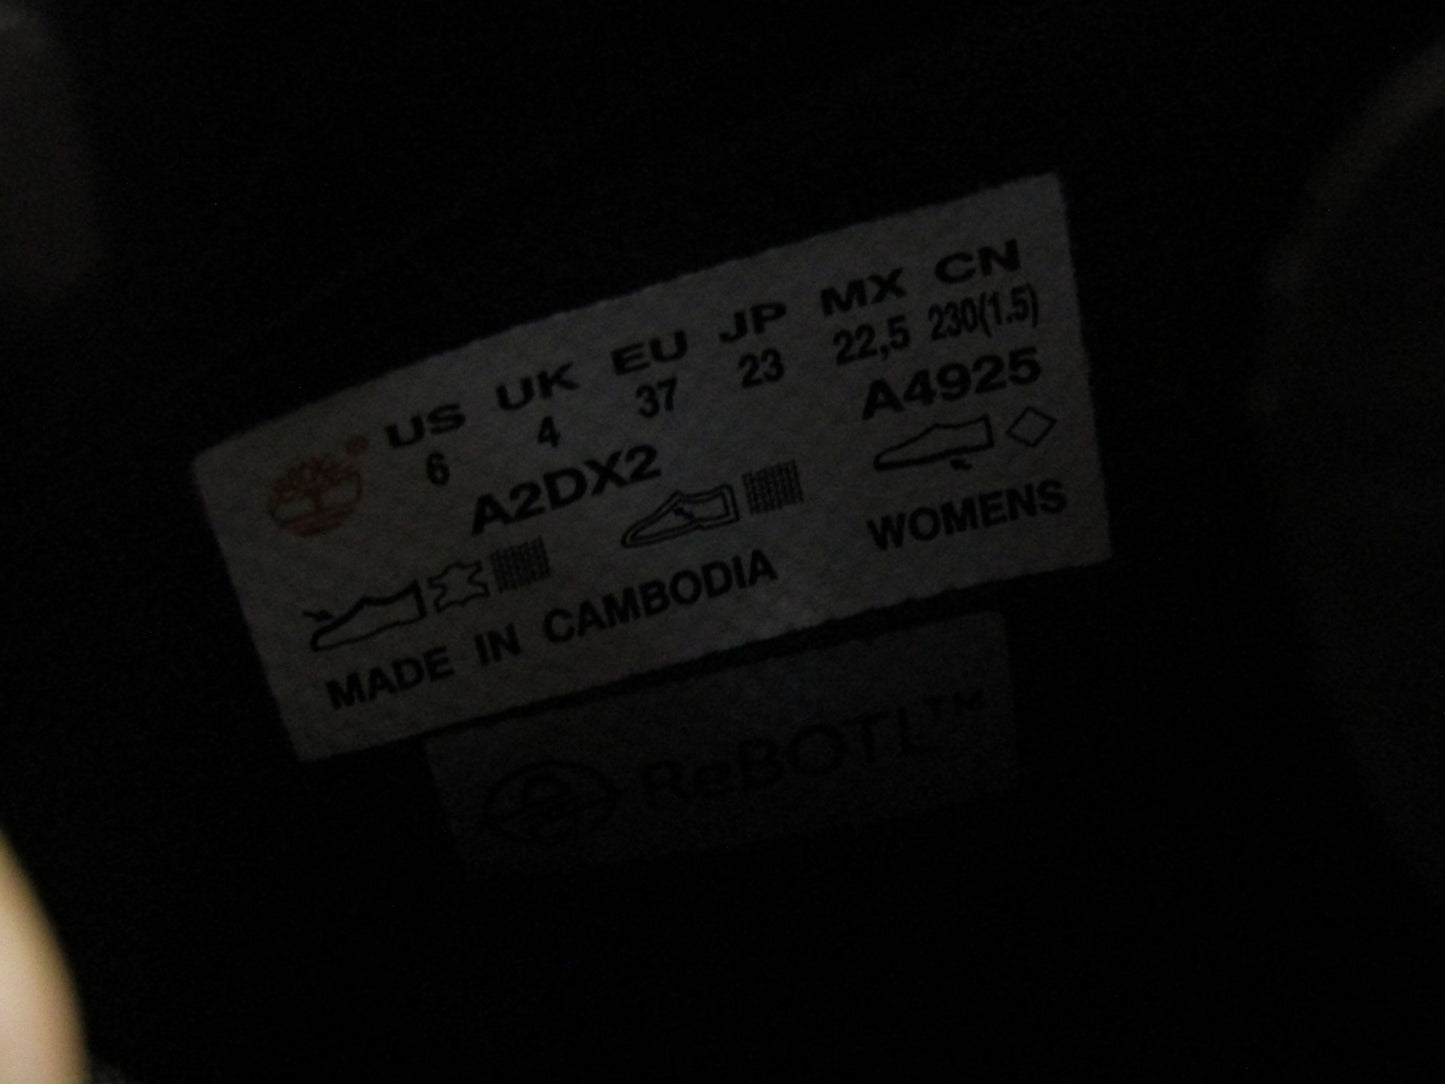 US UK EU JP MX CN
6 4 37 23 22,5 230(1.5)
A2DX2 A4925
MADE IN CAMBODIA WOMENS
ReBOTL™